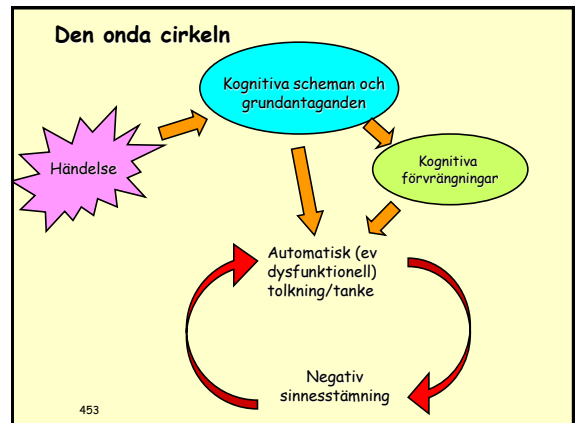 Den onda cirkeln
Kognitiva scheman och
grundantaganden
Händelse
Kognitiva
förvrängningar
Automatisk (ev
dysfunktionell)
tolkning/tanke
Negativ
sinnesstämning
453